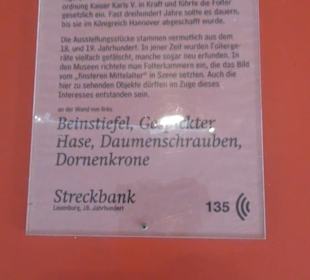 ordnung Kaiser Karls V. in Kraft und führte die Folter
gesetzlich ein. Fast dreihundert Jahre sollte es dauern,
bis sie im Königreich Hannover abgeschafft wurde.
Die Ausstellungsstücke stammen vermutlich aus dem
18. und 19. Jahrhundert. In jener Zeit wurden Folterge-
räte vielfach gefälscht, manche sogar neu erfunden. In
den Museen richtete man Folterkammern ein, die das Bild
vom „finsteren Mittelalter" in Szene setzten. Auch die
hier zu sehenden Objekte dürften im Zuge dieses
Interesses entstanden sein.
an der Wand von links
Beinstiefel, Gespickter
Hase, Daumenschrauben,
Dornenkrone
Streckbank
Lauenburg, 18. Jahrhundert
135